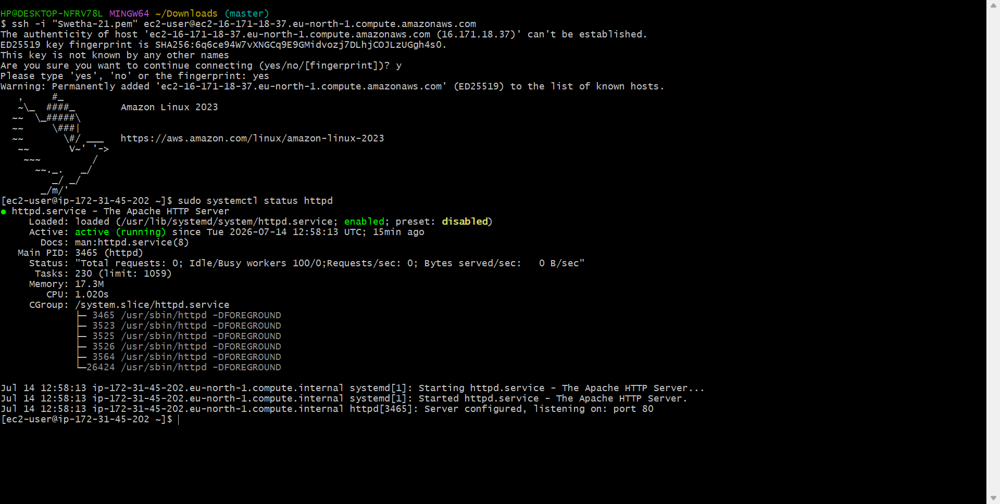 HP@DESKTOP-NFRV78L MINGW64 ~/Downloads (master)
$ ssh -i "Swetha-21.pem" ec2-user@ec2-16-171-18-37.eu-north-1.compute.amazonaws.com
The authenticity of host 'ec2-16-171-18-37.eu-north-1.compute.amazonaws.com (16.171.18.37)' can't be established.
ED25519 key fingerprint is SHA256:6q6ce94W7vXNGCq9E9GMidvozj7DLhjCOJLzUGgh4s0.
This key is not known by any other names
Are you sure you want to continue connecting (yes/no/[fingerprint])? y
Please type 'yes', 'no' or the fingerprint: yes
Warning: Permanently added 'ec2-16-171-18-37.eu-north-1.compute.amazonaws.com' (ED25519) to the list of known hosts.
   ,     #_
   ~\_  ####_        Amazon Linux 2023
  ~~  \_#####\
  ~~     \###|
  ~~       \#/ ___   https://aws.amazon.com/linux/amazon-linux-2023
   ~~       V~' '->
    ~~~         /
      ~~._.   _/
         _/ _/
       _/m/'
[ec2-user@ip-172-31-45-202 ~]$ sudo systemctl status httpd
● httpd.service - The Apache HTTP Server
     Loaded: loaded (/usr/lib/systemd/system/httpd.service; enabled; preset: disabled)
     Active: active (running) since Tue 2026-07-14 12:58:13 UTC; 15min ago
       Docs: man:httpd.service(8)
   Main PID: 3465 (httpd)
     Status: "Total requests: 0; Idle/Busy workers 100/0;Requests/sec: 0; Bytes served/sec:   0 B/sec"
      Tasks: 230 (limit: 1059)
     Memory: 17.3M
        CPU: 1.020s
     CGroup: /system.slice/httpd.service
             ├─ 3465 /usr/sbin/httpd -DFOREGROUND
             ├─ 3523 /usr/sbin/httpd -DFOREGROUND
             ├─ 3525 /usr/sbin/httpd -DFOREGROUND
             ├─ 3526 /usr/sbin/httpd -DFOREGROUND
             ├─ 3564 /usr/sbin/httpd -DFOREGROUND
             └─26424 /usr/sbin/httpd -DFOREGROUND

Jul 14 12:58:13 ip-172-31-45-202.eu-north-1.compute.internal systemd[1]: Starting httpd.service - The Apache HTTP Server...
Jul 14 12:58:13 ip-172-31-45-202.eu-north-1.compute.internal systemd[1]: Started httpd.service - The Apache HTTP Server.
Jul 14 12:58:13 ip-172-31-45-202.eu-north-1.compute.internal httpd[3465]: Server configured, listening on: port 80
[ec2-user@ip-172-31-45-202 ~]$